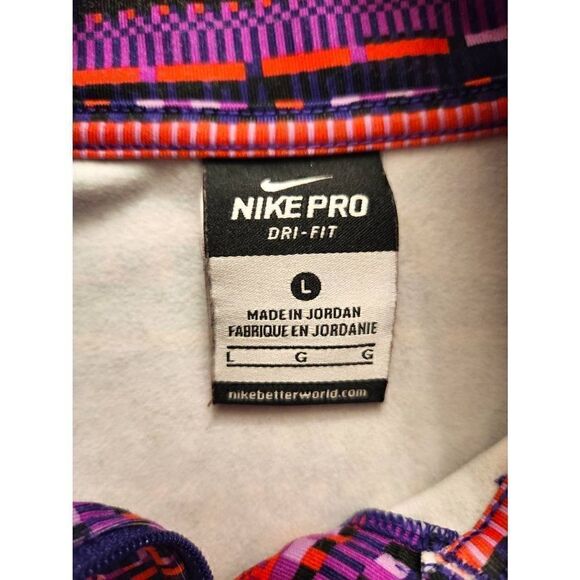 NIKE PRO
DRI-FIT
L
MADE IN JORDAN
FABRIQUE EN JORDANIE
L G G
nikebetterworld.com